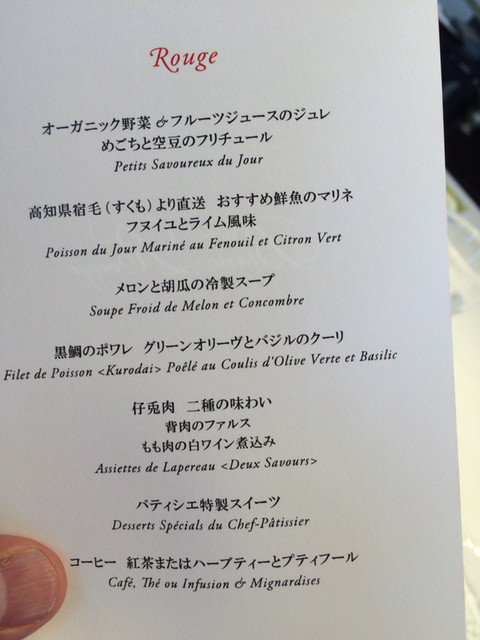 Rouge
オーガニック野菜 & フルーツジュースのジュレ
めごちと空豆のフリチュール
Petits Savoureux du Jour
高知県宿毛(すくも)より直送 おすすめ鮮魚のマリネ
フヌイユとライム風味
Poisson du Jour Mariné au Fenouil et Citron Vert
メロンと胡瓜の冷製スープ
Soupe Froid de Melon et Concombre
黒鯛のポワレ グリーンオリーヴとバジルのクーリ
Filet de Poisson <Kurodai> Poêlé au Coulis d'Olive Verte et Basilic
仔兎肉 二種の味わい
背肉のファルス
もも肉の白ワイン煮込み
Assiettes de Lapereau <Deux Savours>
パティシエ特製スイーツ
Desserts Spécials du Chef-Pâtissier
コーヒー 紅茶またはハーブティーとプティフール
Café, Thé ou Infusion & Mignardises